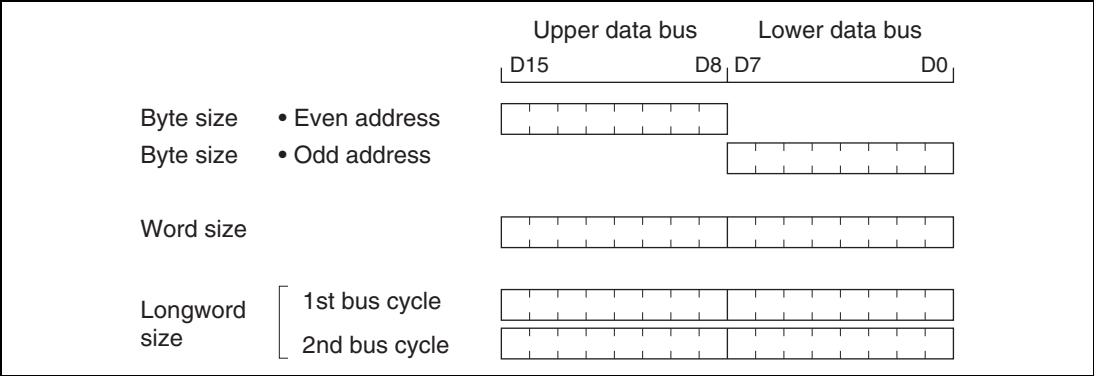 Upper data bus Lower data bus
D15 D8 D7 D0
Byte size • Even address
Byte size • Odd address
Word size
Longword size
1st bus cycle
2nd bus cycle